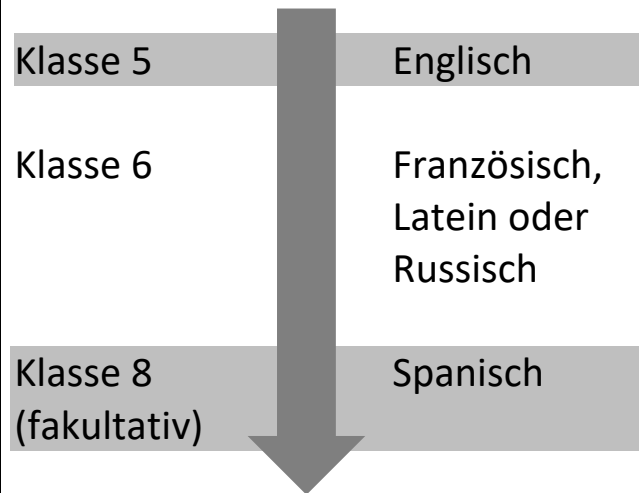 Klasse 5 Englisch
Klasse 6 Französisch,
Latein oder
Russisch
Klasse 8 Spanisch
(fakultativ)